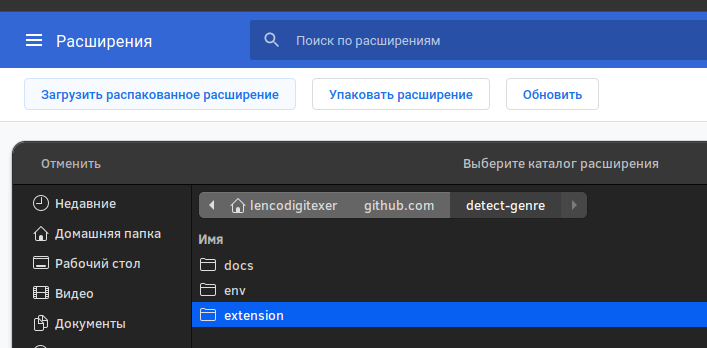 Расширения
Поиск по расширениям
Загрузить распакованное расширение
Упаковать расширение
Обновить
Отменить
Выберите каталог расширения
Недавние
Домашняя папка
Рабочий стол
Видео
Документы
lencodigitexer github.com detect-genre
Имя
docs
env
extension